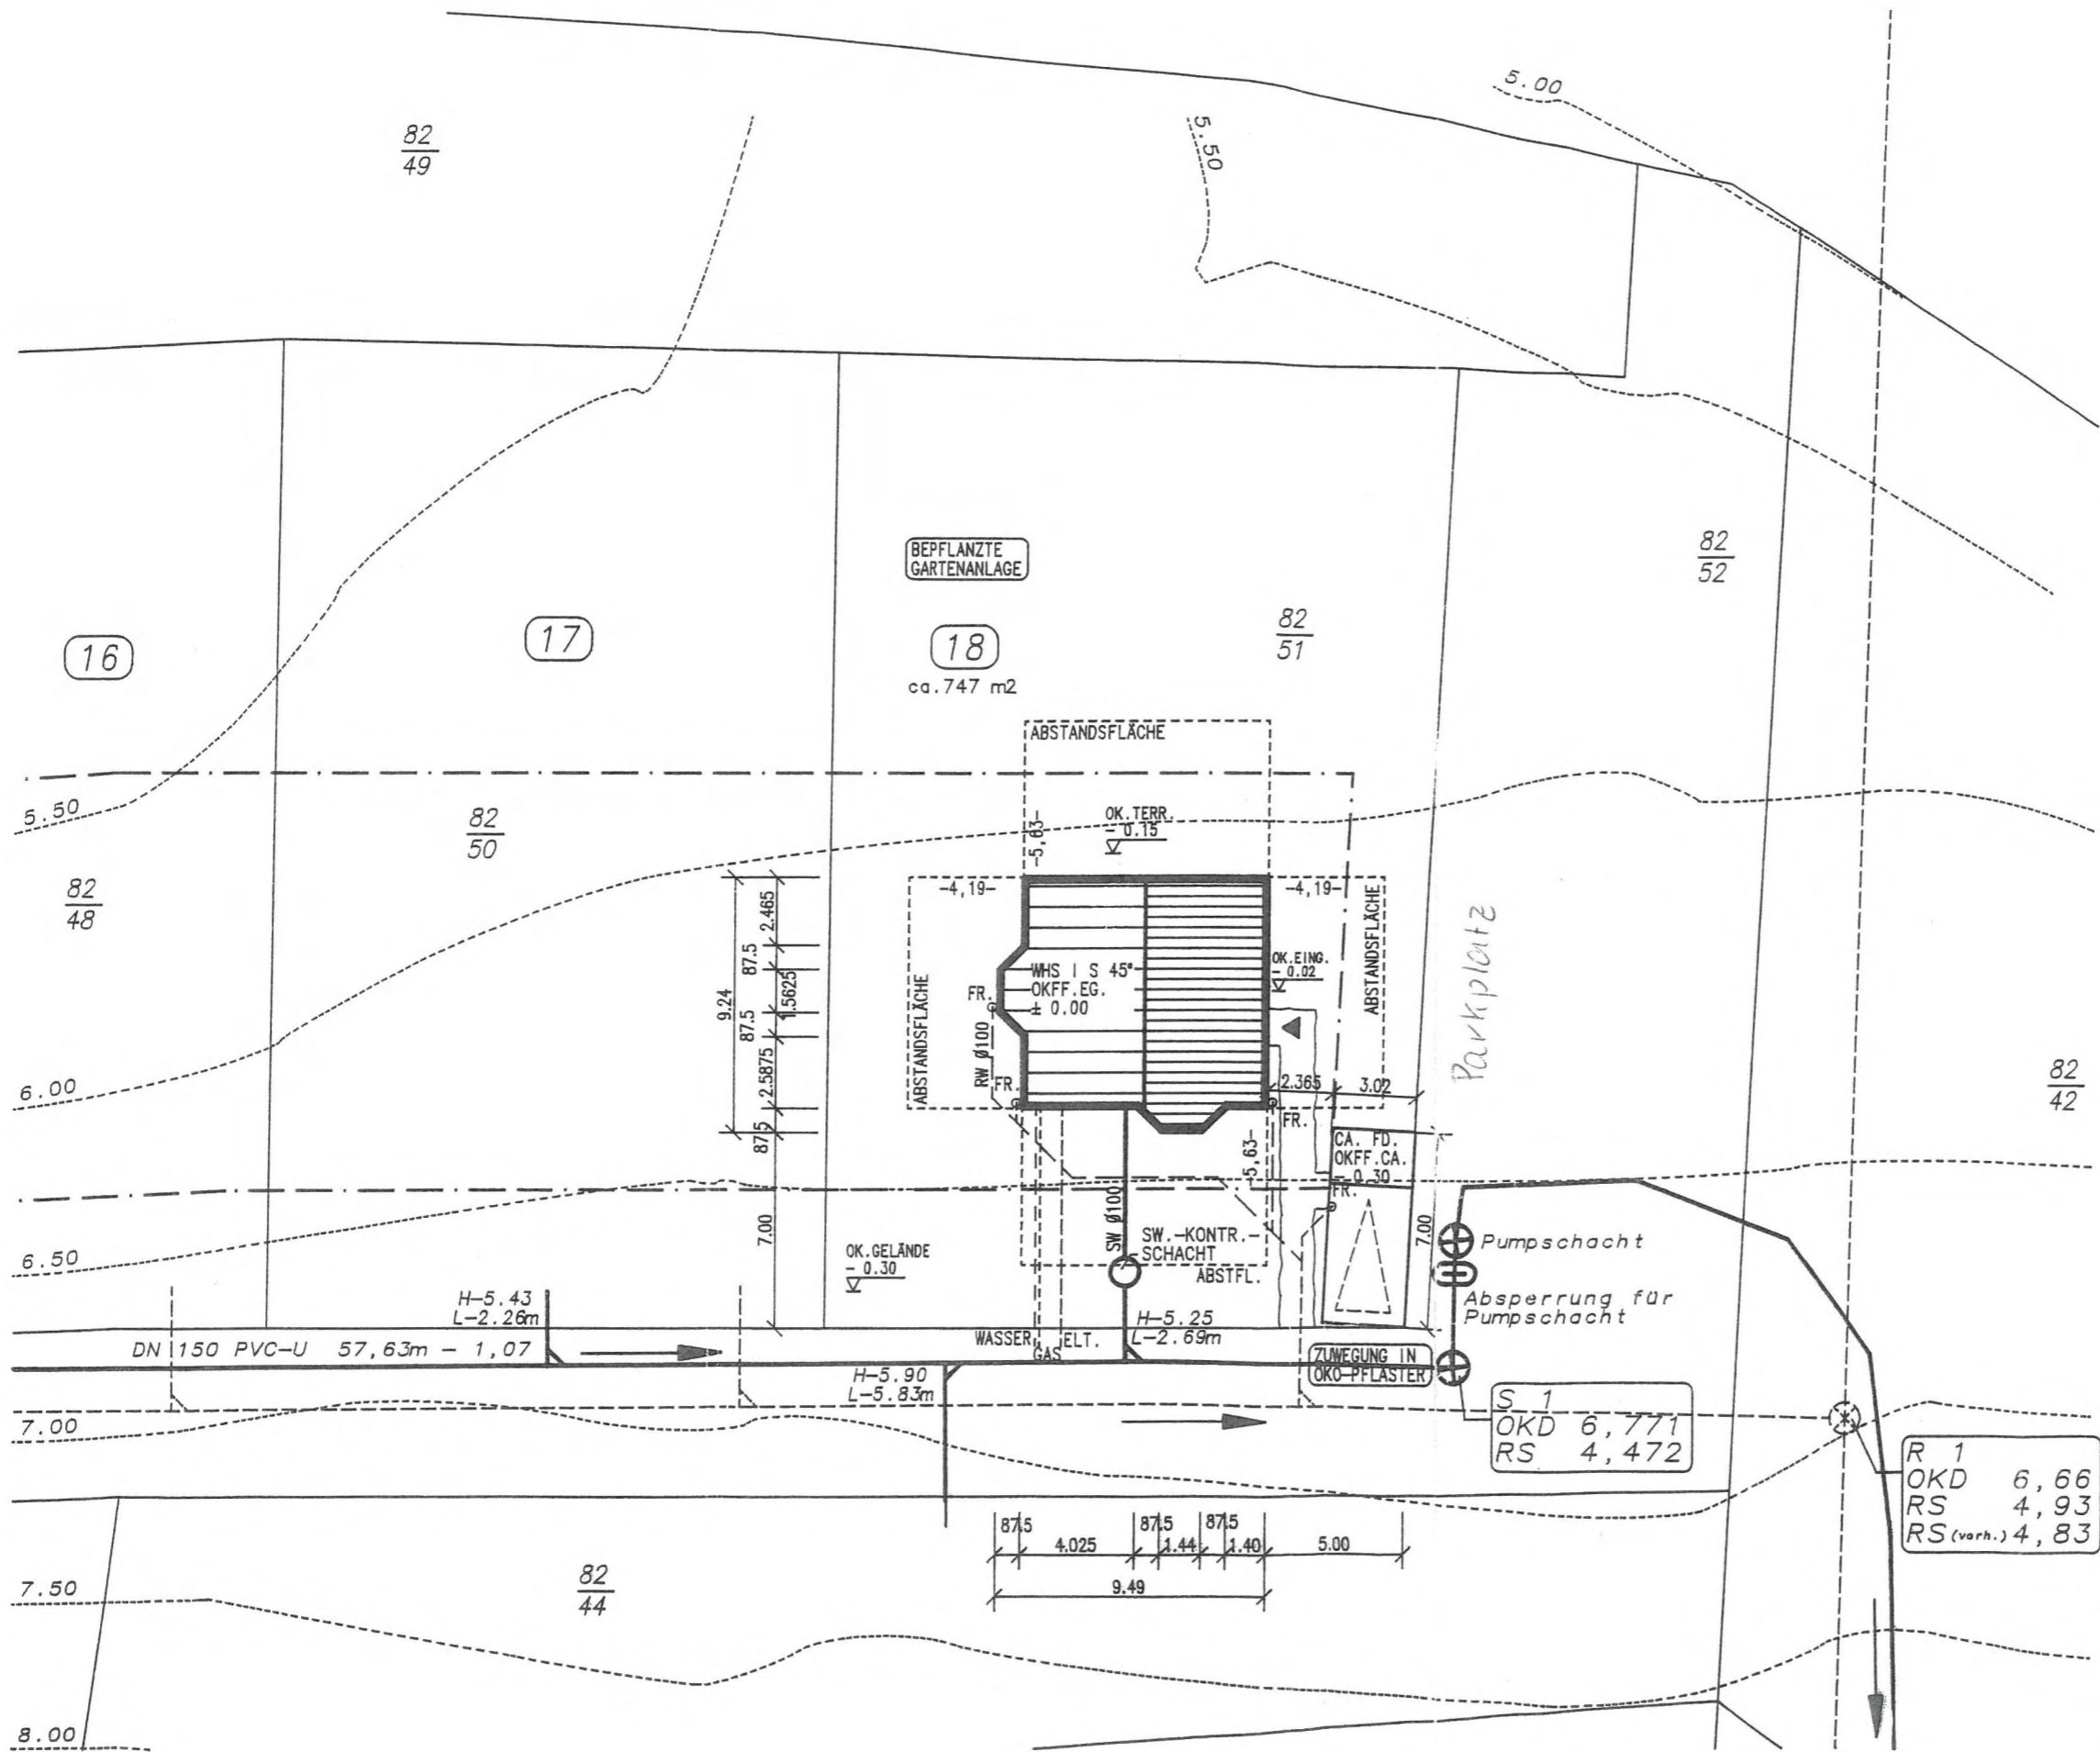 5.00
5.50
82
49
82
52
BEPFLANZTE
GARTENANLAGE
82
51
16
17
18
ca.747 m2
ABSTANDSFLÄCHE
5.50
82
50
-5,63-
OK.TERR.
- 0.15
82
48
-4,19-
-4,19-
9.24
2.465
87.5
1.5625
87.5
2.5875
87.5
7.00
ABSTANDSFLÄCHE
ABSTANDSFLÄCHE
WHS I S 45°
OKFF.EG.
± 0.00
OK.EING.
- 0.02
FR.
RW Ø100
FR.
Parkplatz
6.00
82
42
2.365
3.02
FR.
-5,63-
CA. FD.
OKFF.CA.
- 0.30
FR.
7.00
SW Ø100
SW.-KONTR.-
SCHACHT
ABSTFL.
Pumpschacht
Absperrung für
Pumpschacht
6.50
OK.GELÄNDE
- 0.30
H-5.43
L-2.26m
DN 150 PVC-U 57,63m - 1,07
WASSER
GAS
ELT.
H-5.25
L-2.69m
ZUWEGUNG IN
ÖKO-PFLASTER
H-5.90
L-5.83m
7.00
S 1
OKD 6,771
RS 4,472
R 1
OKD 6,66
RS 4,93
RS (vorh.) 4,83
87.5
4.025
87.5
1.44
87.5
1.40
5.00
9.49
7.50
82
44
8.00